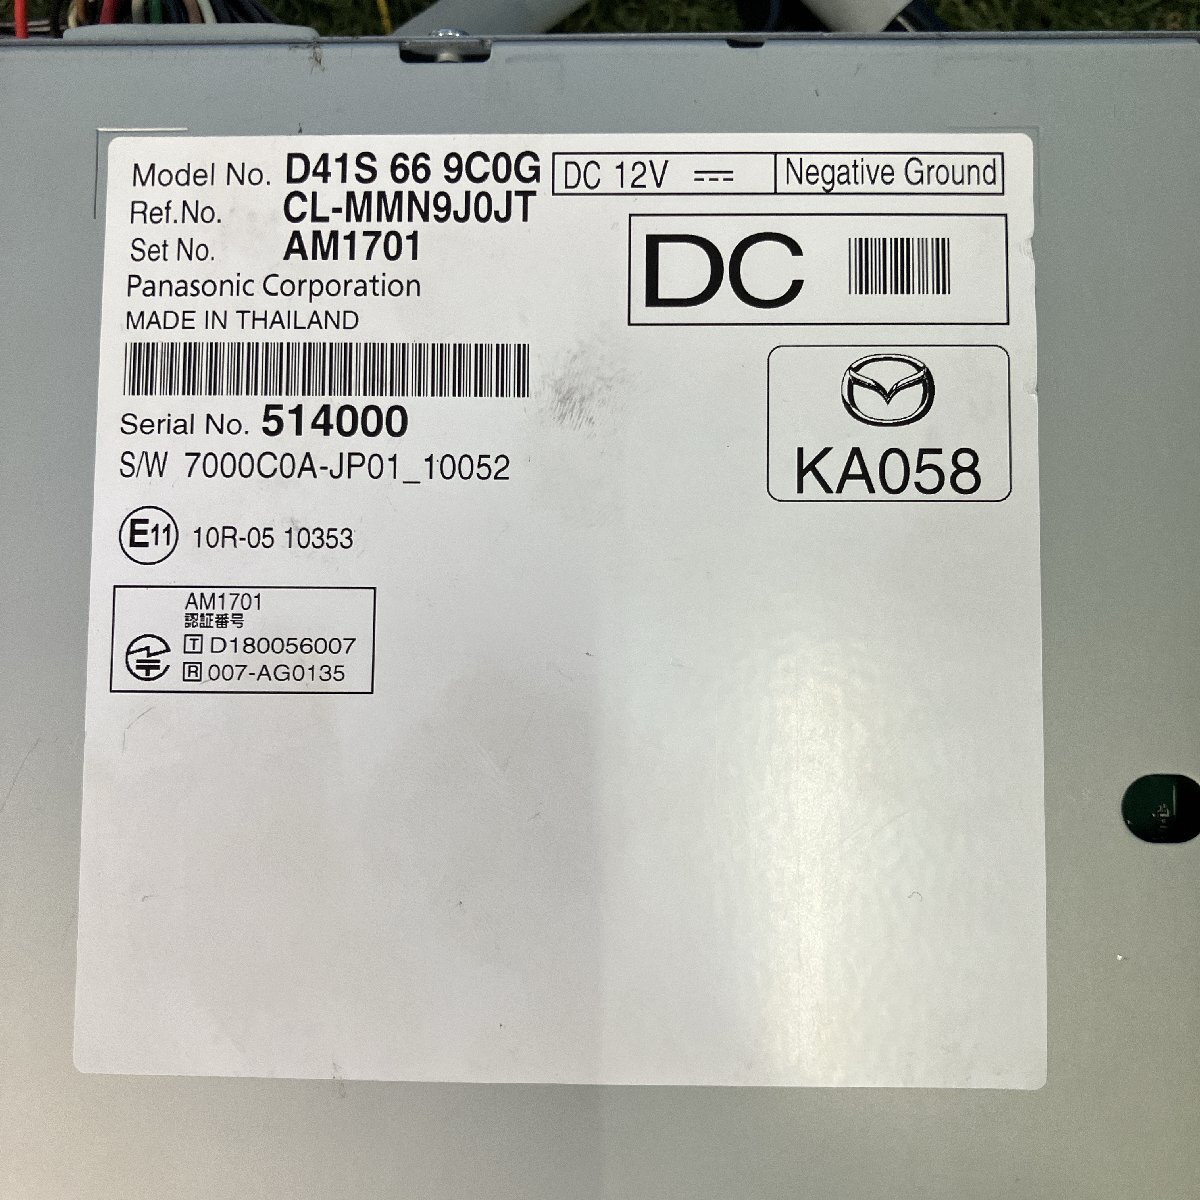 Model No. D41S 66 9C0G
DC 12V ⎓ Negative Ground
Ref.No. CL-MMN9J0JT
Set No. AM1701
DC
Panasonic Corporation
MADE IN THAILAND
Serial No. 514000
S/W 7000C0A-JP01_10052
KA058
E11 10R-05 10353
AM1701
認証番号
T D180056007
R 007-AG0135